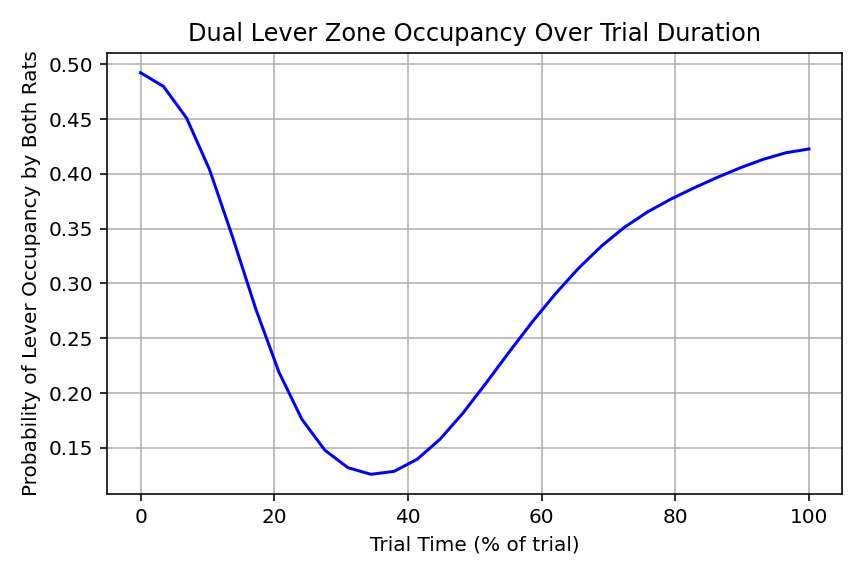 Dual Lever Zone Occupancy Over Trial Duration
Probability of Lever Occupancy by Both Rats
0.50
0.45
0.40
0.35
0.30
0.25
0.20
0.15
0 20 40 60 80 100
Trial Time (% of trial)